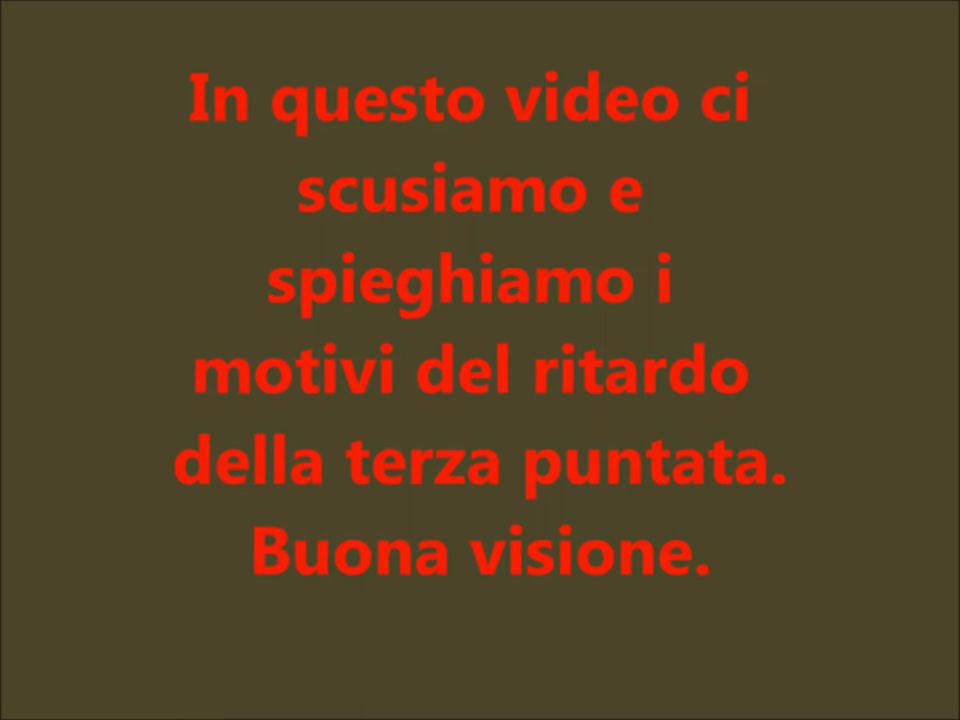 In questo video ci
scusiamo e
spieghiamo i
motivi del ritardo
della terza puntata.
Buona visione.